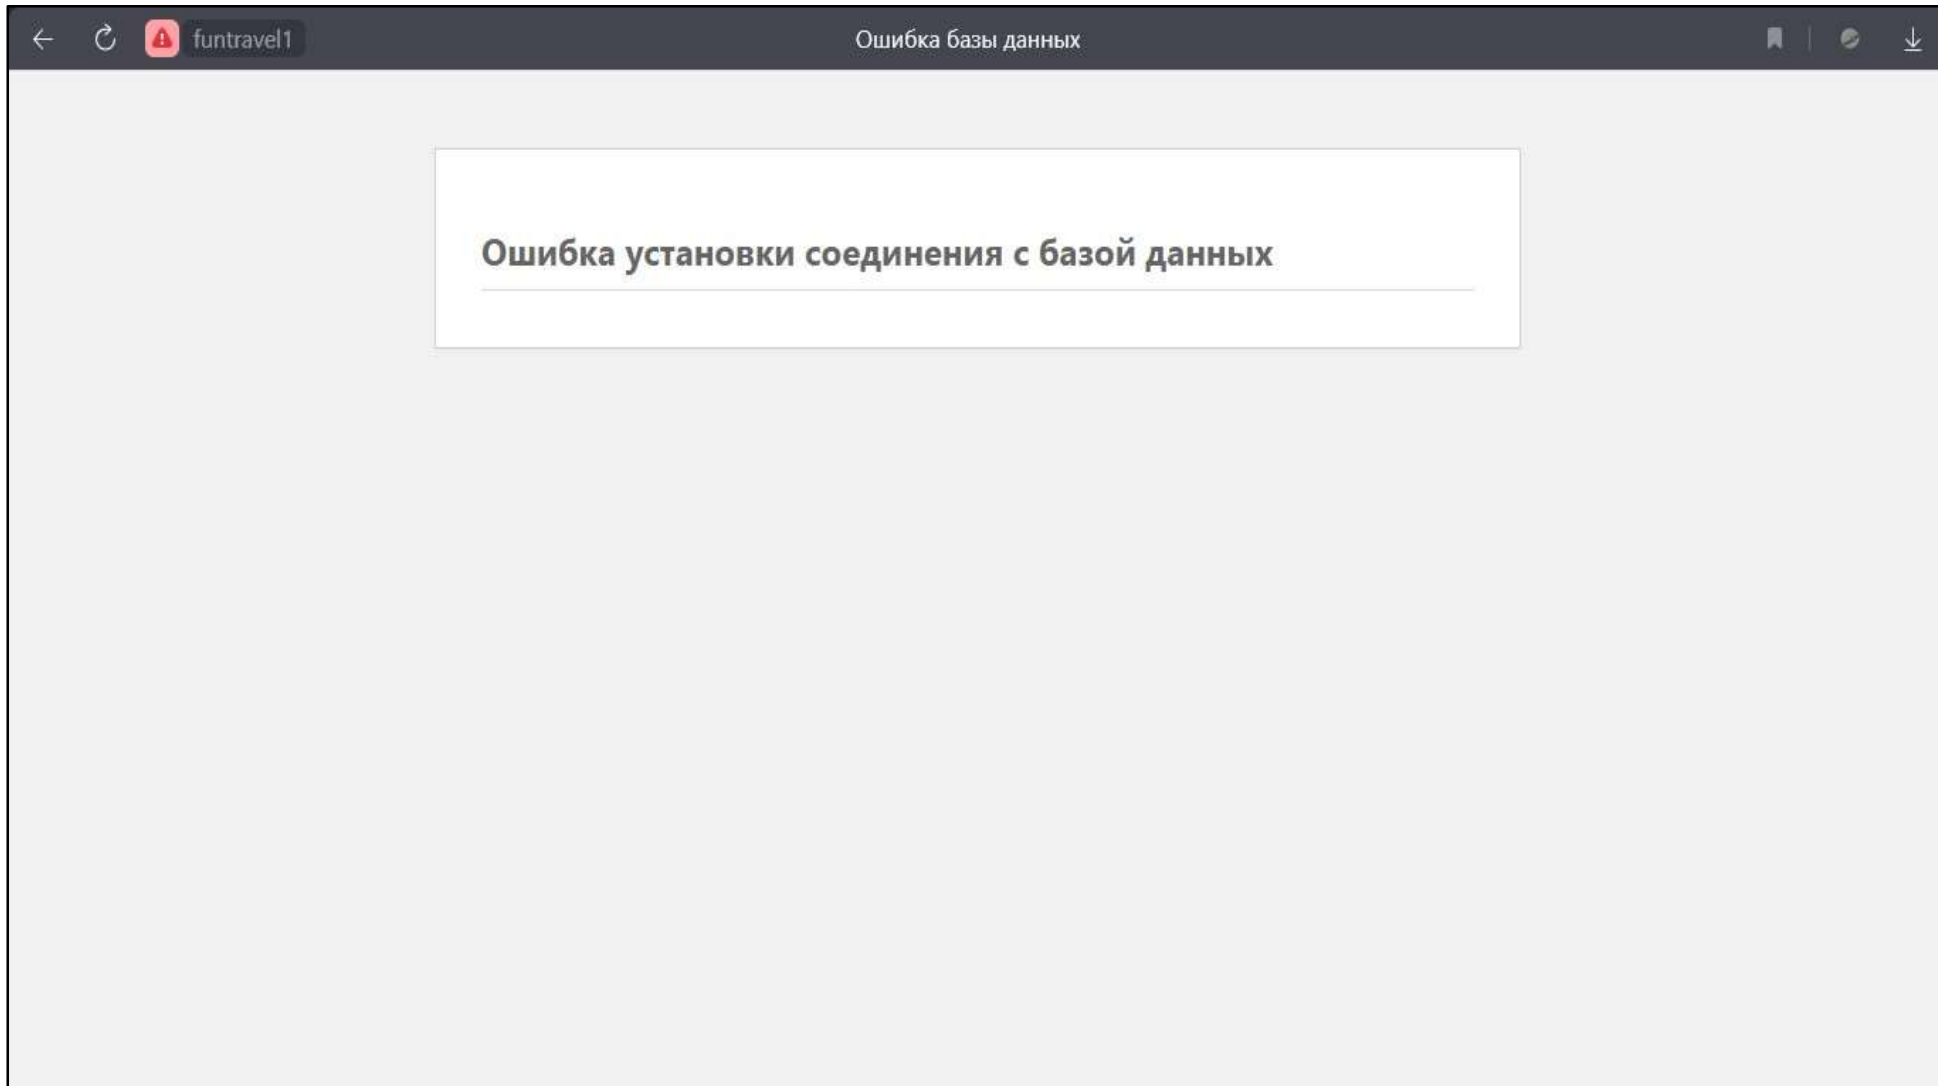 funtravel1
Ошибка базы данных
Ошибка установки соединения с базой данных